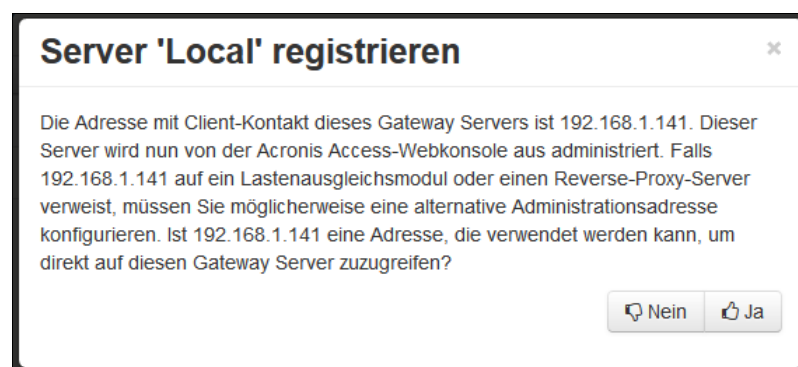 Server 'Local' registrieren
Die Adresse mit Client-Kontakt dieses Gateway Servers ist 192.168.1.141. Dieser
Server wird nun von der Acronis Access-Webkonsole aus administriert. Falls
192.168.1.141 auf ein Lastenausgleichsmodul oder einen Reverse-Proxy-Server
verweist, müssen Sie möglicherweise eine alternative Administrationsadresse
konfigurieren. Ist 192.168.1.141 eine Adresse, die verwendet werden kann, um
direkt auf diesen Gateway Server zuzugreifen?
Nein Ja